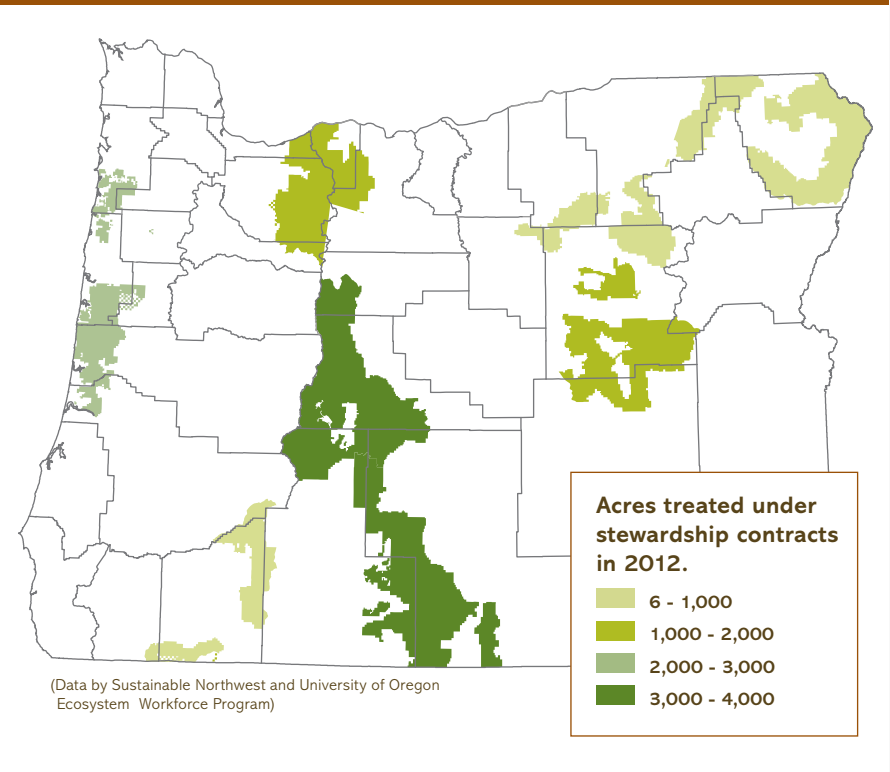 Acres treated under
stewardship contracts
in 2012.
6 - 1,000
1,000 - 2,000
2,000 - 3,000
3,000 - 4,000
(Data by Sustainable Northwest and University of Oregon
Ecosystem Workforce Program)